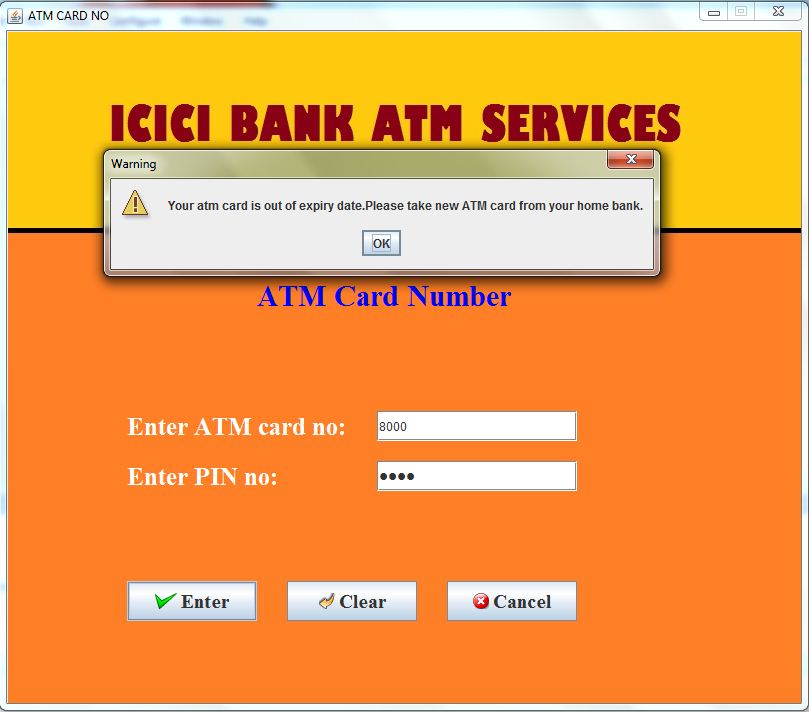 ATM CARD NO
ICICI BANK ATM SERVICES
Warning
Your atm card is out of expiry date.Please take new ATM card from your home bank.
OK
ATM Card Number
Enter ATM card no: 8000
Enter PIN no: ●●●●
Enter Clear Cancel